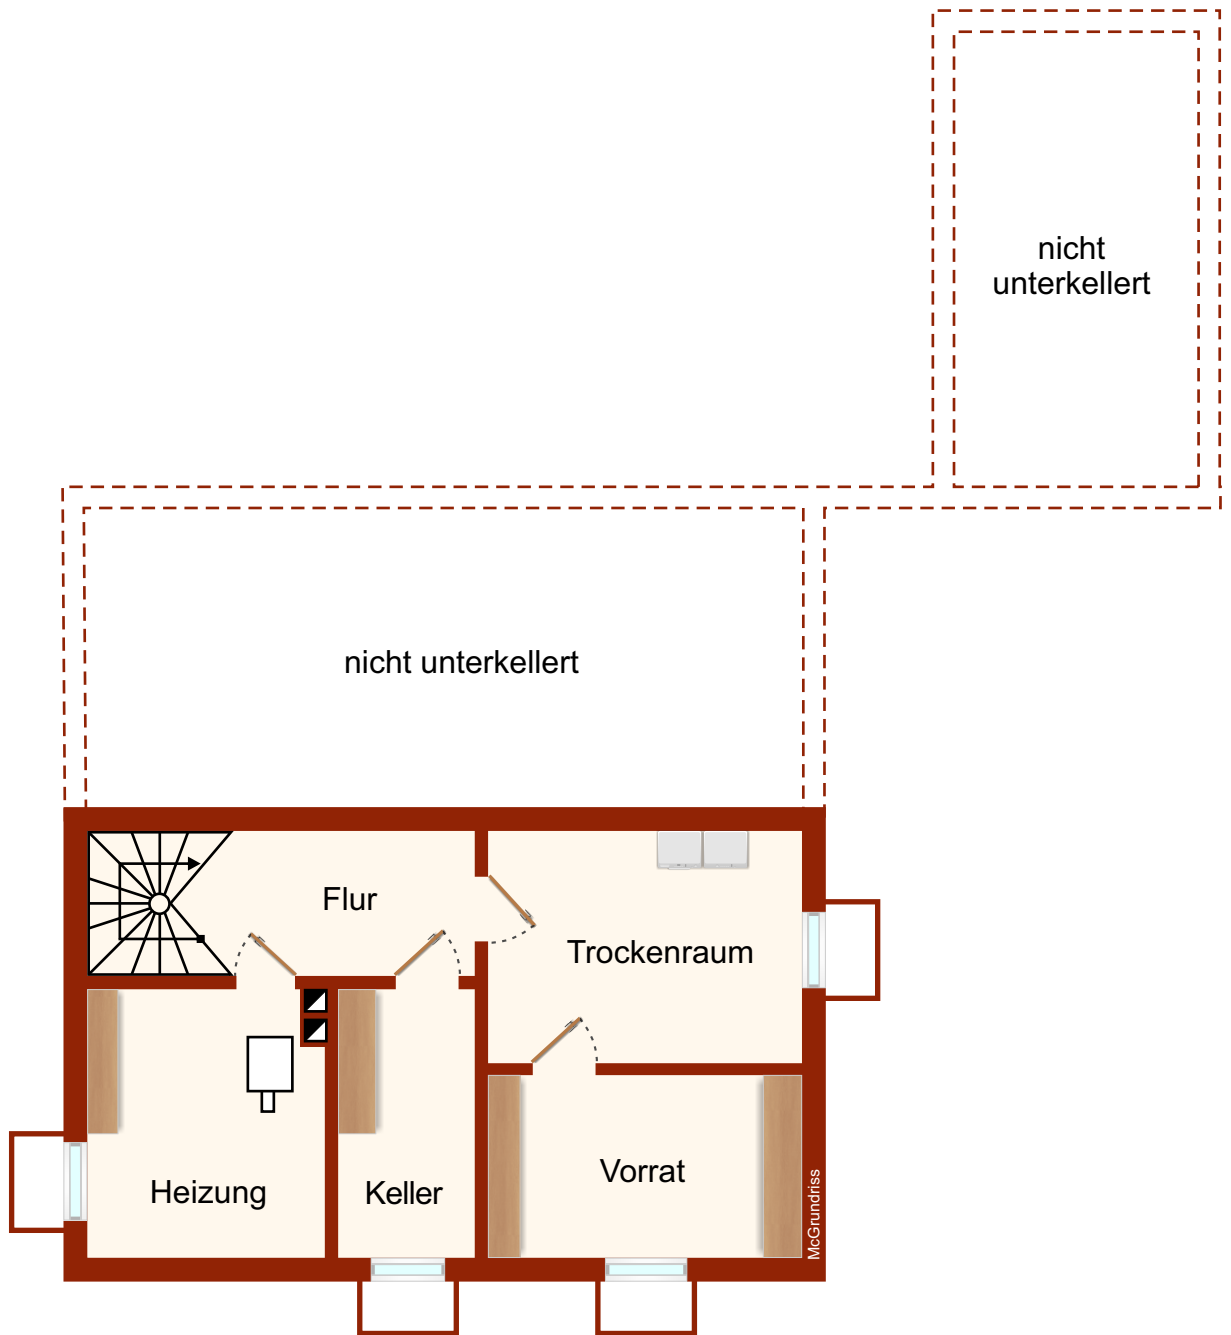 nicht
unterkellert
nicht unterkellert
Flur
Trockenraum
Heizung
Keller
Vorrat
McGrundriss